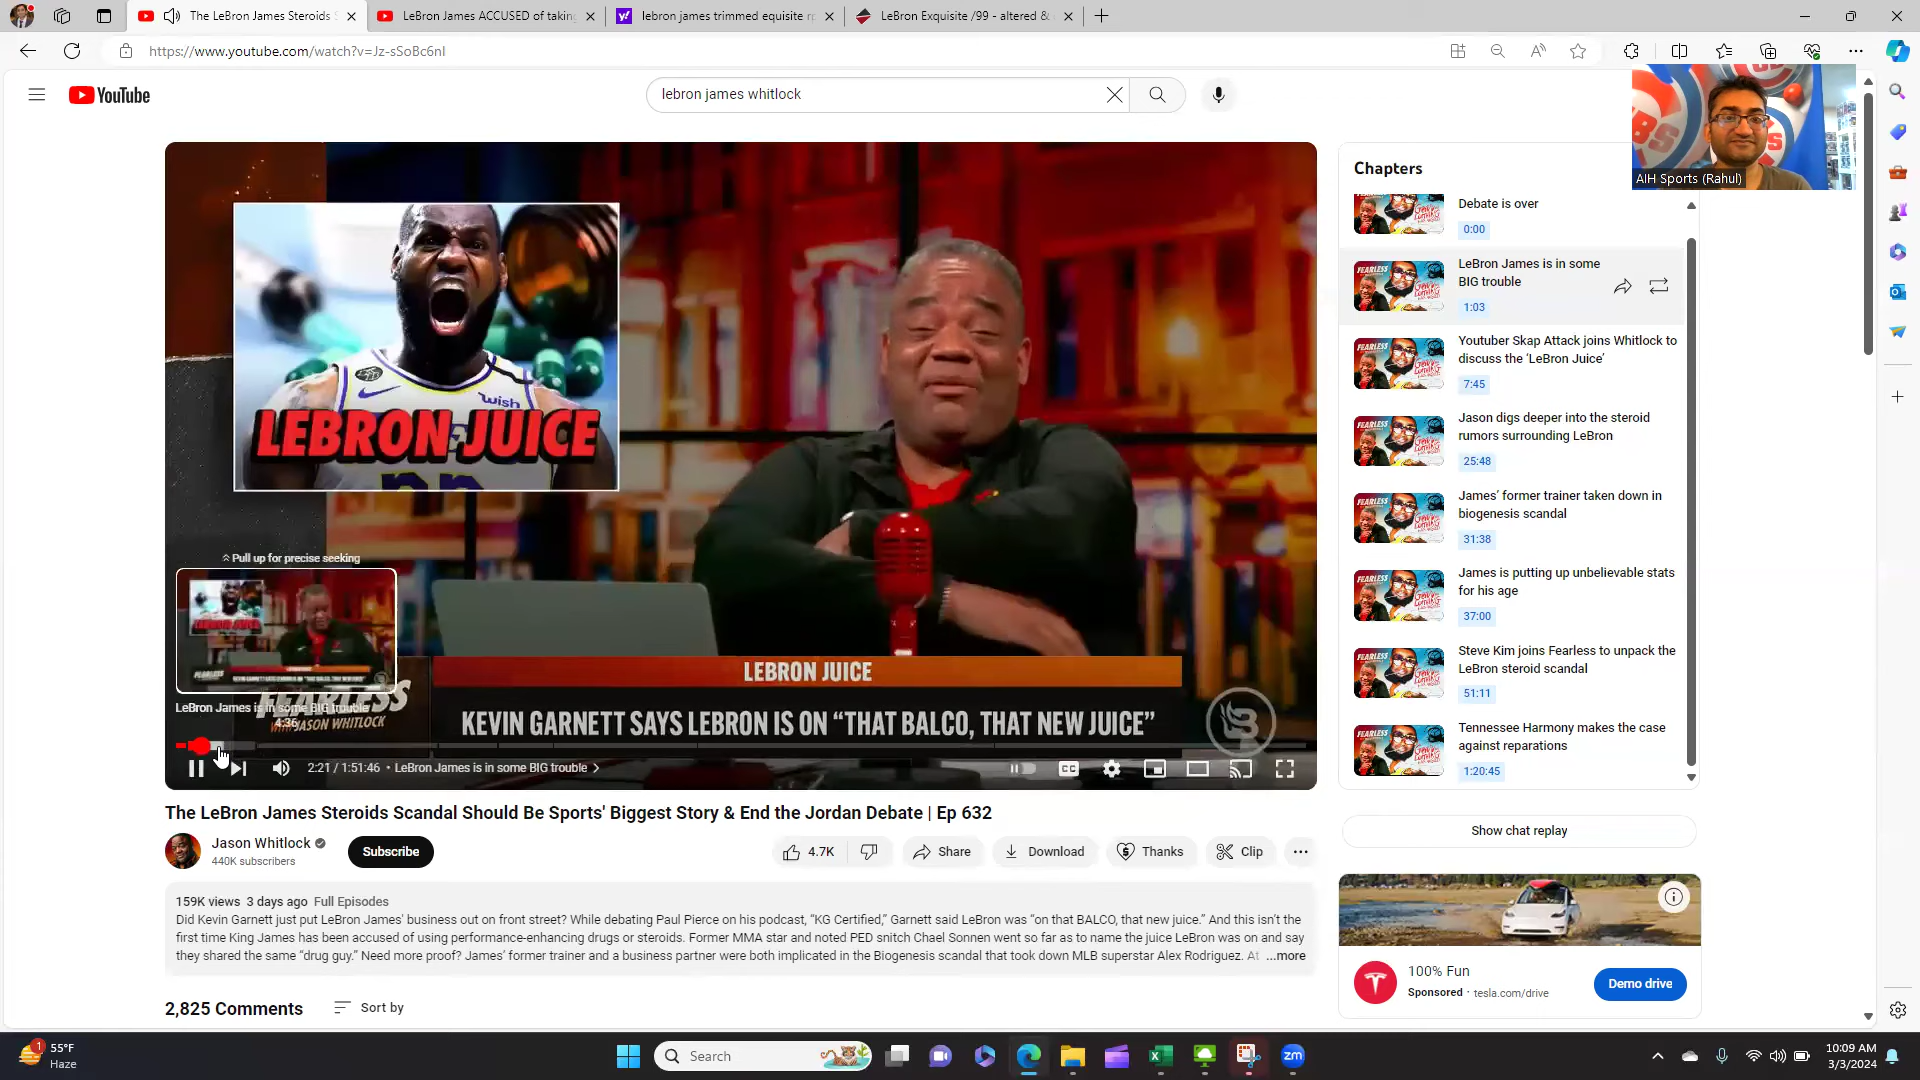 The LeBron James Steroids S
LeBron James ACCUSED of takin
lebron james trimmed equisite rp
LeBron Exquisite /99 - altered &
https://www.youtube.com/watch?v=Jz-sSoBc6nI
YouTube
lebron james whitlock
AIH Sports (Rahul)
wish
LEBRON JUICE
Pull up for precise seeking
LeBron James is in some BIG trouble
4:36
FEARLESS
WITH JASON WHITLOCK
LEBRON JUICE
KEVIN GARNETT SAYS LEBRON IS ON “THAT BALCO, THAT NEW JUICE”
2:21 / 1:51:46 • LeBron James is in some BIG trouble
CC
Chapters
Debate is over
0:00
LeBron James is in some
BIG trouble
1:03
Youtuber Skap Attack joins Whitlock to
discuss the ‘LeBron Juice’
7:45
Jason digs deeper into the steroid
rumors surrounding LeBron
25:48
James’ former trainer taken down in
biogenesis scandal
31:38
James is putting up unbelievable stats
for his age
37:00
Steve Kim joins Fearless to unpack the
LeBron steroid scandal
51:11
Tennessee Harmony makes the case
against reparations
1:20:45
Show chat replay
The LeBron James Steroids Scandal Should Be Sports' Biggest Story & End the Jordan Debate | Ep 632
Jason Whitlock
440K subscribers
Subscribe
4.7K
Share
Download
Thanks
Clip
159K views 3 days ago Full Episodes
Did Kevin Garnett just put LeBron James' business out on front street? While debating Paul Pierce on his podcast, “KG Certified,” Garnett said LeBron was “on that BALCO, that new juice.” And this isn’t the
first time King James has been accused of using performance-enhancing drugs or steroids. Former MMA star and noted PED snitch Chael Sonnen went so far as to name the juice LeBron was on and say
they shared the same “drug guy.” Need more proof? James’ former trainer and a business partner were both implicated in the Biogenesis scandal that took down MLB superstar Alex Rodriguez. At ...more
2,825 Comments
Sort by
100% Fun
Sponsored · tesla.com/drive
Demo drive
1
55°F
Haze
Search
zm
10:09 AM
3/3/2024